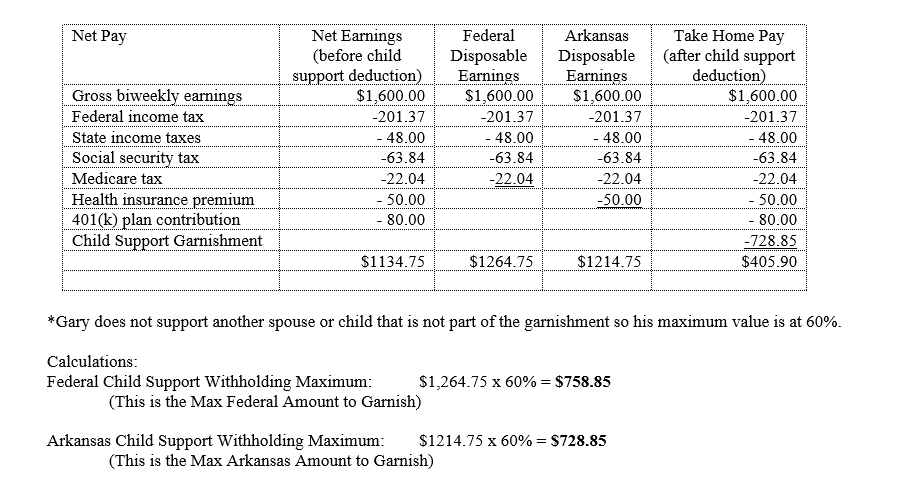 Net Pay Net Earnings (before child support deduction) Federal Disposable Earnings Arkansas Disposable Earnings Take Home Pay (after child support deduction)
Gross biweekly earnings $1,600.00 $1,600.00 $1,600.00 $1,600.00
Federal income tax -201.37 -201.37 -201.37 -201.37
State income taxes - 48.00 - 48.00 - 48.00 - 48.00
Social security tax -63.84 -63.84 -63.84 -63.84
Medicare tax -22.04 -22.04 -22.04 -22.04
Health insurance premium - 50.00 -50.00 - 50.00
401(k) plan contribution - 80.00 - 80.00
Child Support Garnishment -728.85
$1134.75 $1264.75 $1214.75 $405.90
*Gary does not support another spouse or child that is not part of the garnishment so his maximum value is at 60%.
Calculations:
Federal Child Support Withholding Maximum: $1,264.75 x 60% = $758.85
(This is the Max Federal Amount to Garnish)
Arkansas Child Support Withholding Maximum: $1214.75 x 60% = $728.85
(This is the Max Arkansas Amount to Garnish)